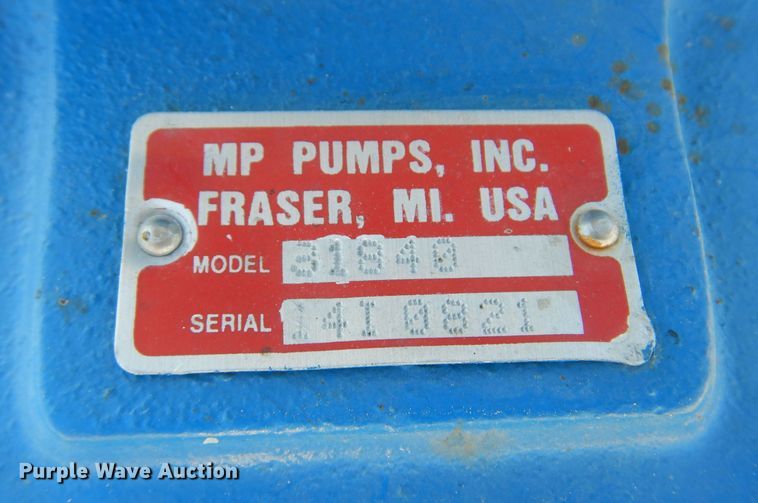 MP PUMPS, INC.
FRASER, MI. USA
MODEL 31840
SERIAL 14I 0821
Purple Wave Auction